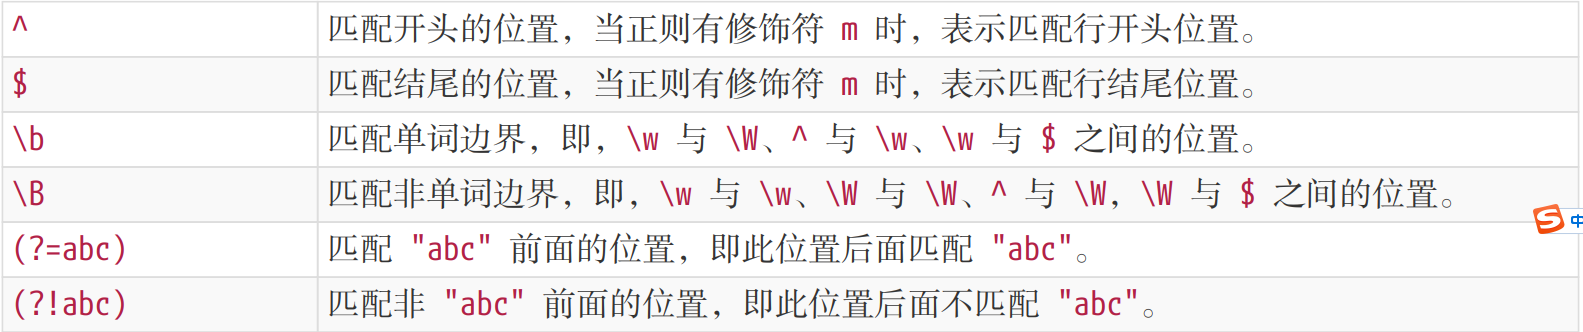 ^ 匹配开头的位置，当正则有修饰符 m 时，表示匹配行开头位置。
$ 匹配结尾的位置，当正则有修饰符 m 时，表示匹配行结尾位置。
\b 匹配单词边界，即，\w 与 \W、^ 与 \w、\w 与 $ 之间的位置。
\B 匹配非单词边界，即，\w 与 \w、\W 与 \W、^ 与 \W，\W 与 $ 之间的位置。
(?=abc) 匹配 "abc" 前面的位置，即此位置后面匹配 "abc"。
(?!abc) 匹配非 "abc" 前面的位置，即此位置后面不匹配 "abc"。
S 中